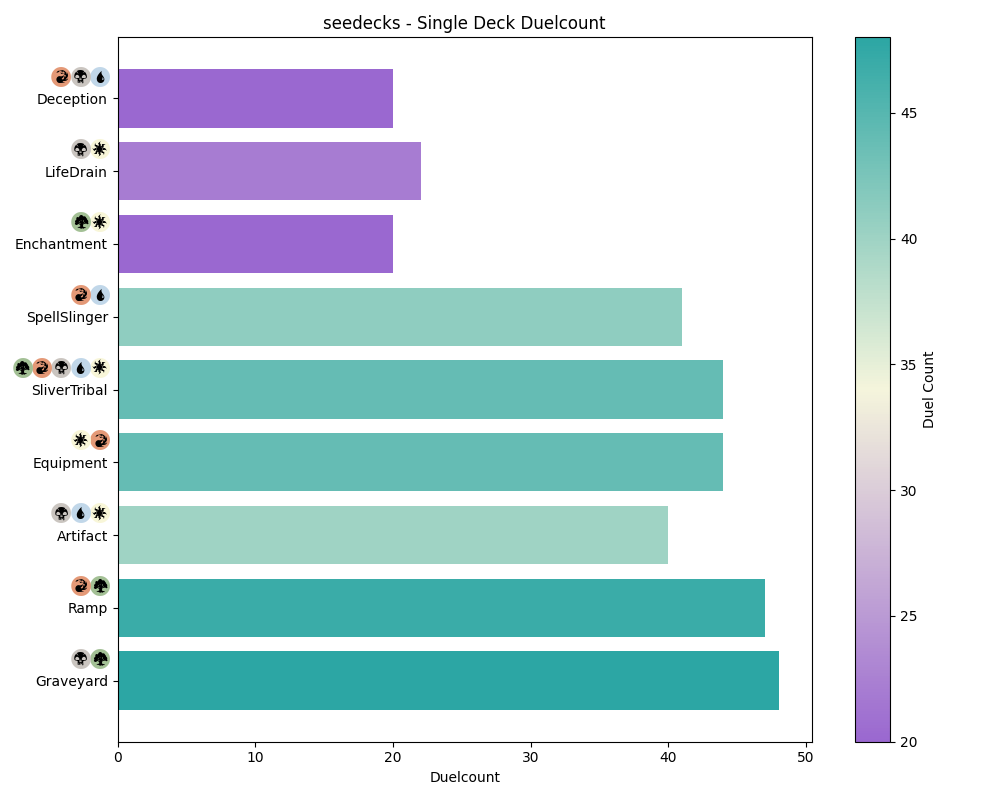 seedecks - Single Deck Duelcount
Deception
LifeDrain
Enchantment
SpellSlinger
SliverTribal
Equipment
Artifact
Ramp
Graveyard
0 10 20 30 40 50
Duelcount
45
40
35
30
25
20
Duel Count